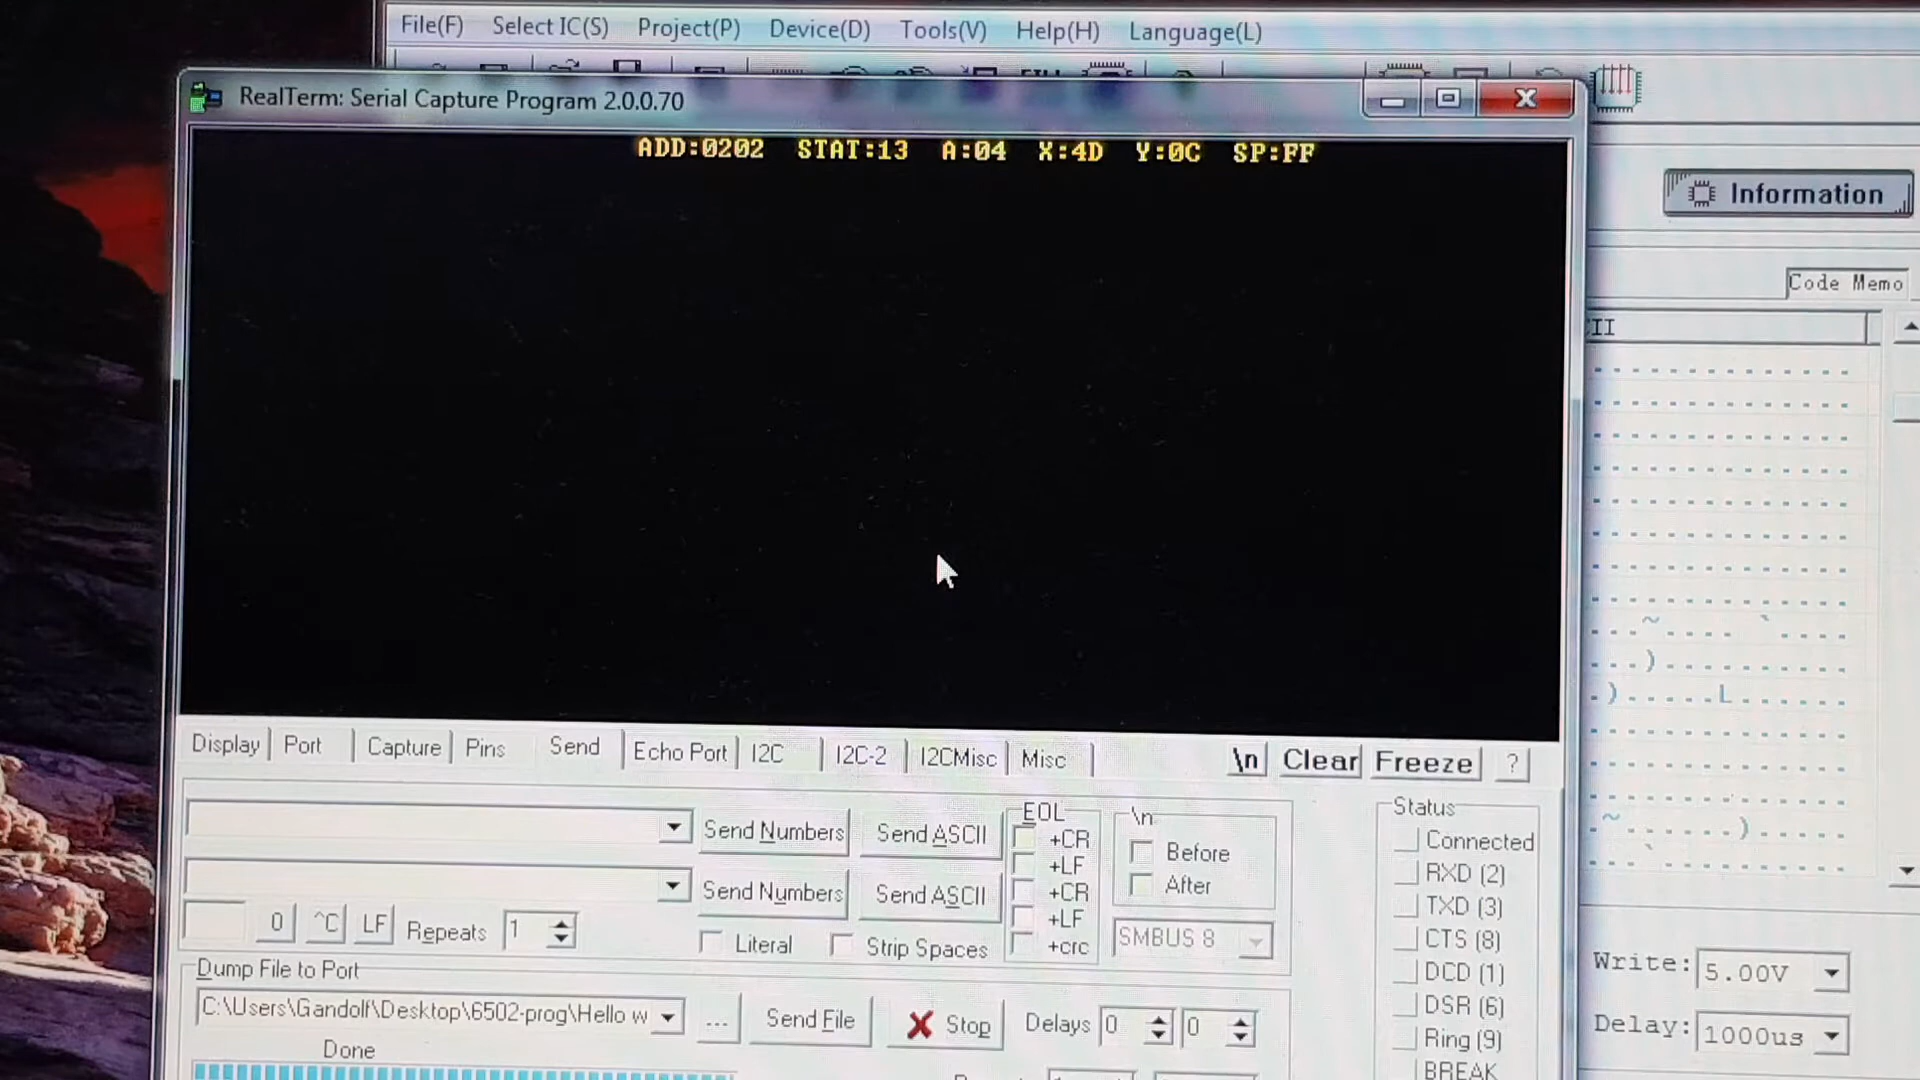 File(F) Select IC(S) Project(P) Device(D) Tools(V) Help(H) Language(L)
RealTerm: Serial Capture Program 2.0.0.70
ADD:0202 STAT:13 A:04 X:4D Y:0C SP:FF
Information
Code Memo
II
Display Port Capture Pins Send Echo Port I2C I2C-2 I2CMisc Misc \n Clear Freeze ?
EOL \n Status
Send Numbers Send ASCII +CR Before Connected
+LF After RXD (2)
Send Numbers Send ASCII +CR TXD (3)
0 ^C LF Repeats 1 +LF SMBUS 8 CTS (8)
Literal Strip Spaces +crc
Dump File to Port DCD (1)
C:\Users\Gandolf\Desktop\6502-prog\Hello w ... Send File Stop Delays 0 0 DSR (6)
Done Ring (9)
BREAK
Write: 5.00V
Delay: 1000us